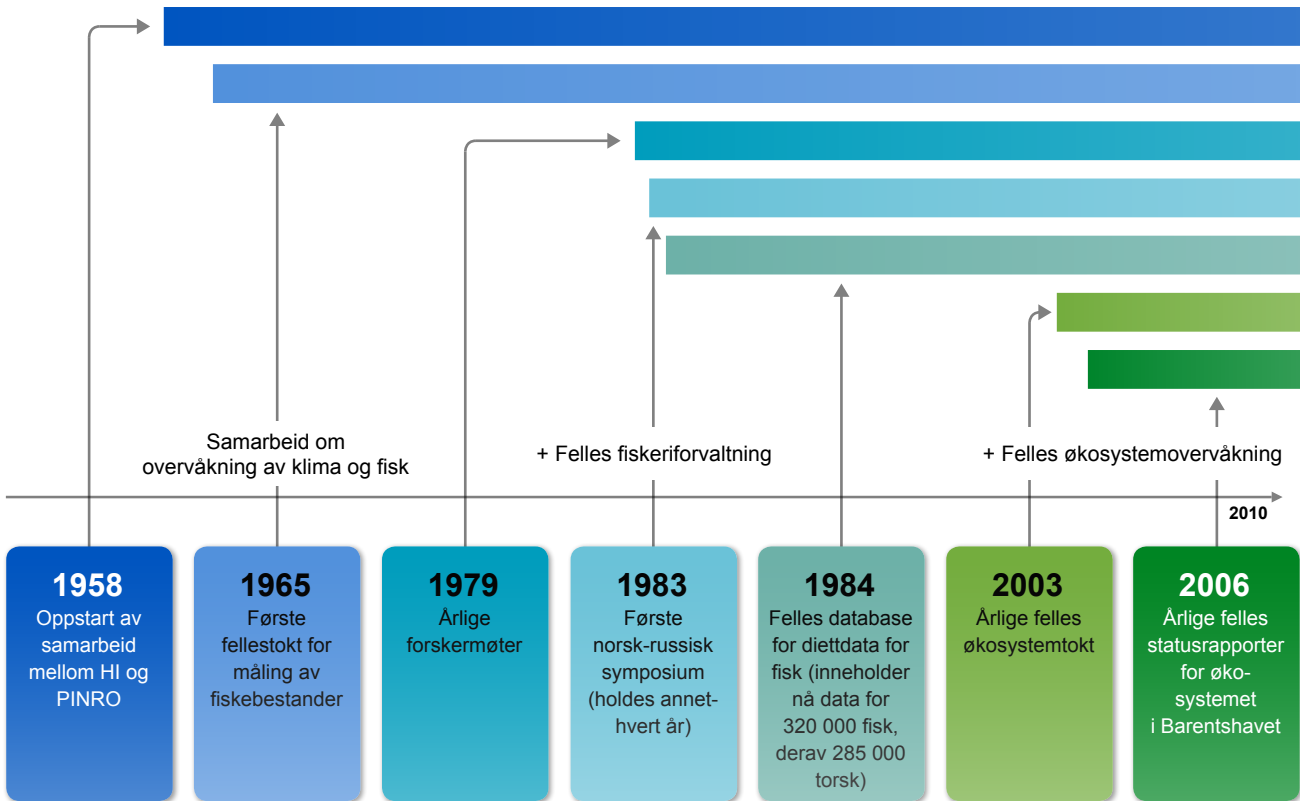 Samarbeid om
overvåkning av klima og fisk
+ Felles fiskeriforvaltning
+ Felles økosystemovervåkning
2010
1958
Oppstart av
samarbeid
mellom HI og
PINRO
1965
Første
fellestokt for
måling av
fiskebestander
1979
Årlige
forskermøter
1983
Første
norsk-russisk
symposium
(holdes annet-
hvert år)
1984
Felles database
for diettdata for
fisk (inneholder
nå data for
320 000 fisk,
derav 285 000
torsk)
2003
Årlige felles
økosystemtokt
2006
Årlige felles
statusrapporter
for øko-
systemet
i Barentshavet